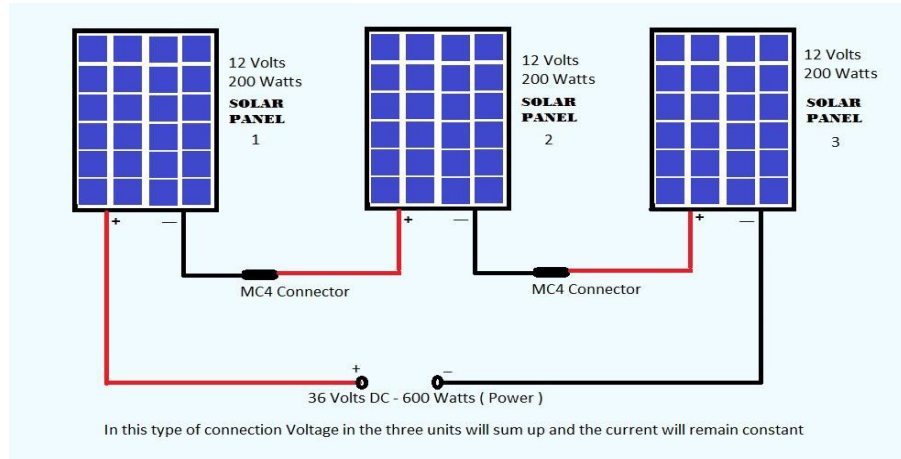 12 Volts
200 Watts
SOLAR
PANEL
1
12 Volts
200 Watts
SOLAR
PANEL
2
12 Volts
200 Watts
SOLAR
PANEL
3
+ —
+ —
+ —
MC4 Connector
MC4 Connector
+ –
36 Volts DC - 600 Watts ( Power )
In this type of connection Voltage in the three units will sum up and the current will remain constant